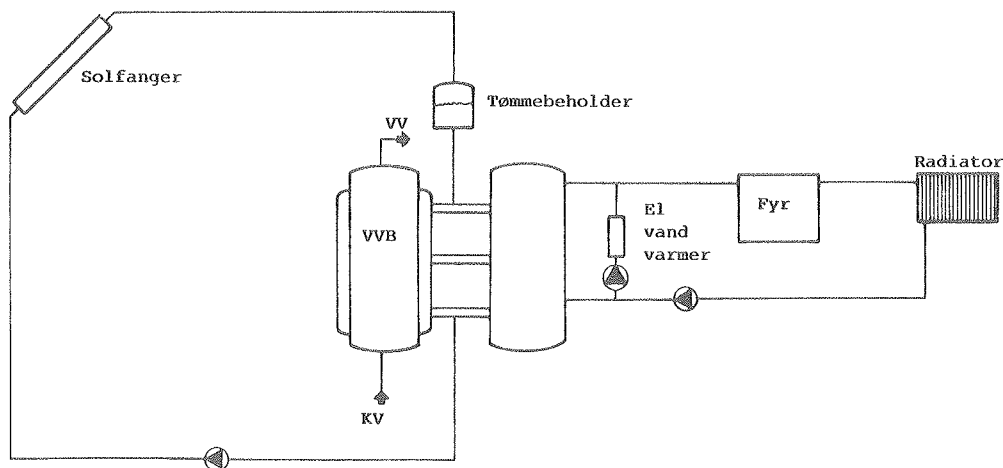 Solfanger
Tømmebeholder
VV
Radiator
Fyr
El
vand
varmer
VVB
KV